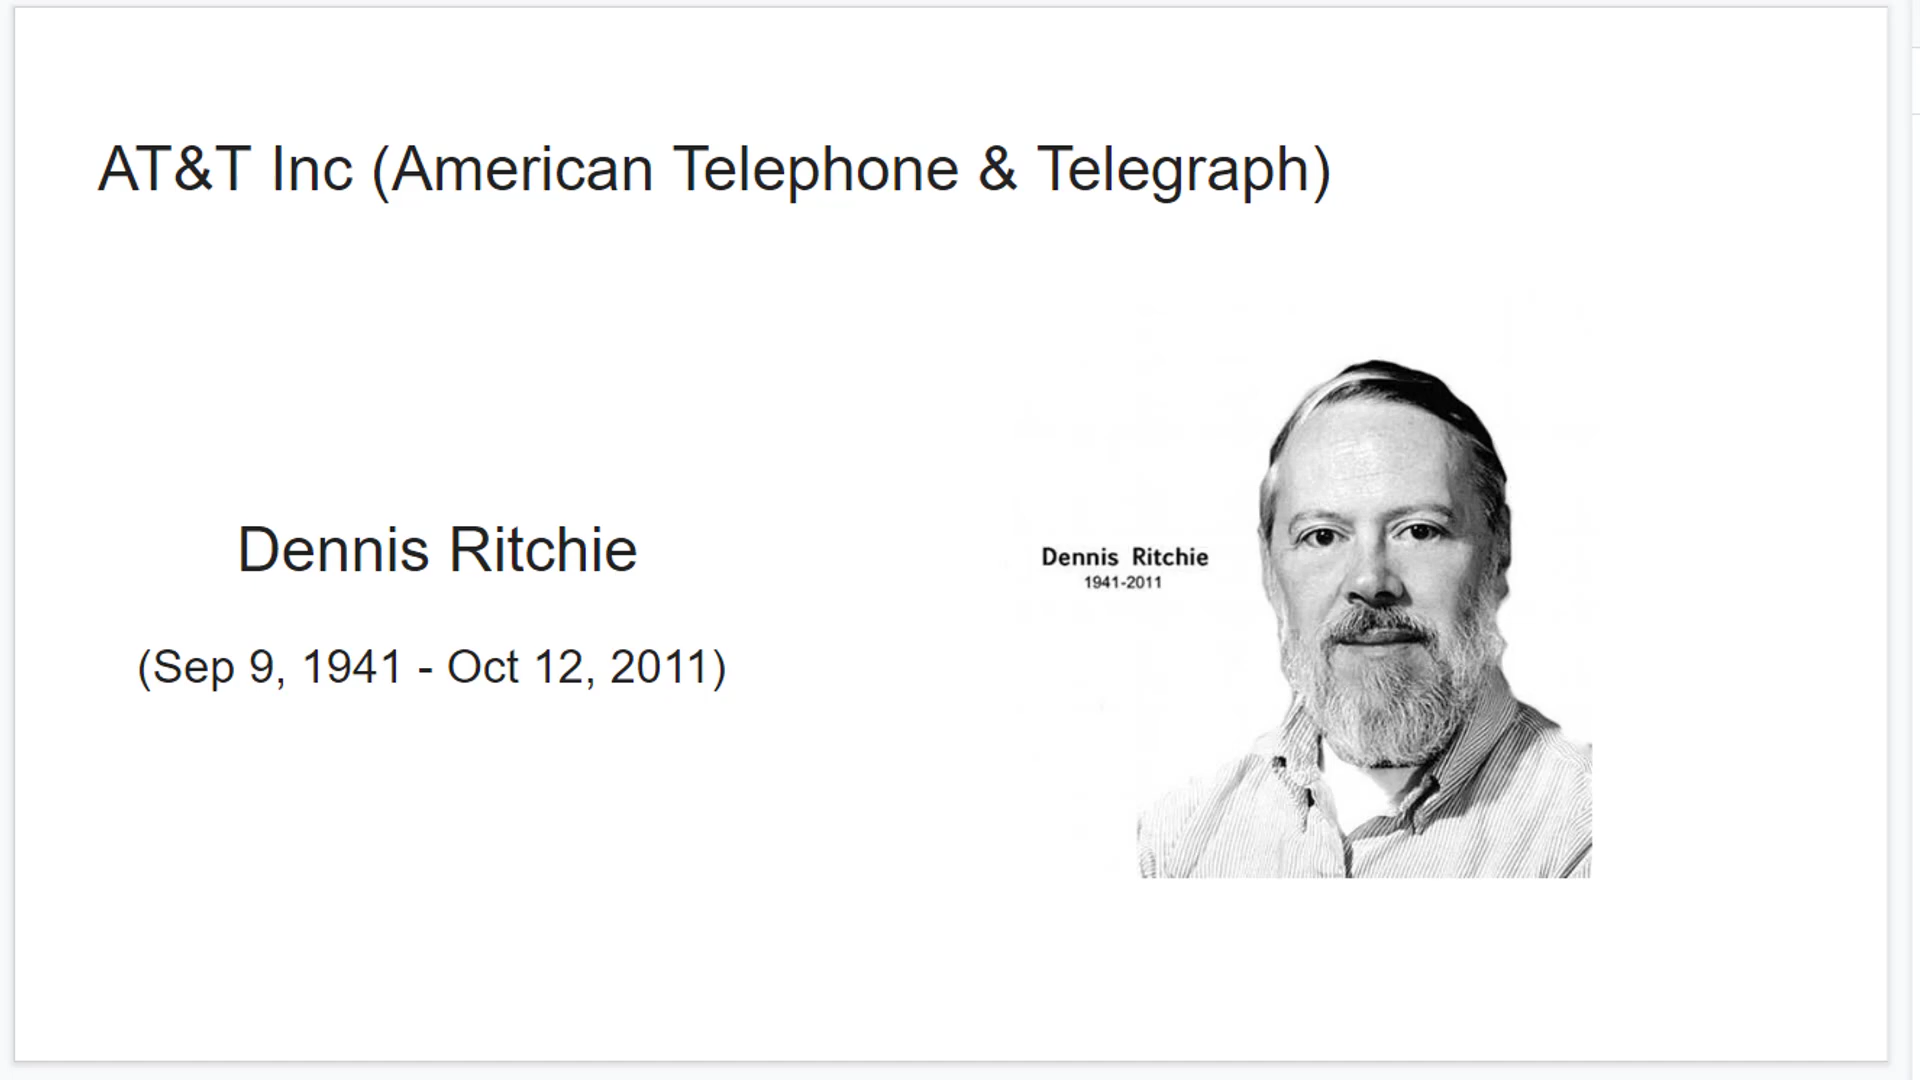 AT&T Inc (American Telephone & Telegraph)
Dennis Ritchie
(Sep 9, 1941 - Oct 12, 2011)
Dennis Ritchie
1941-2011